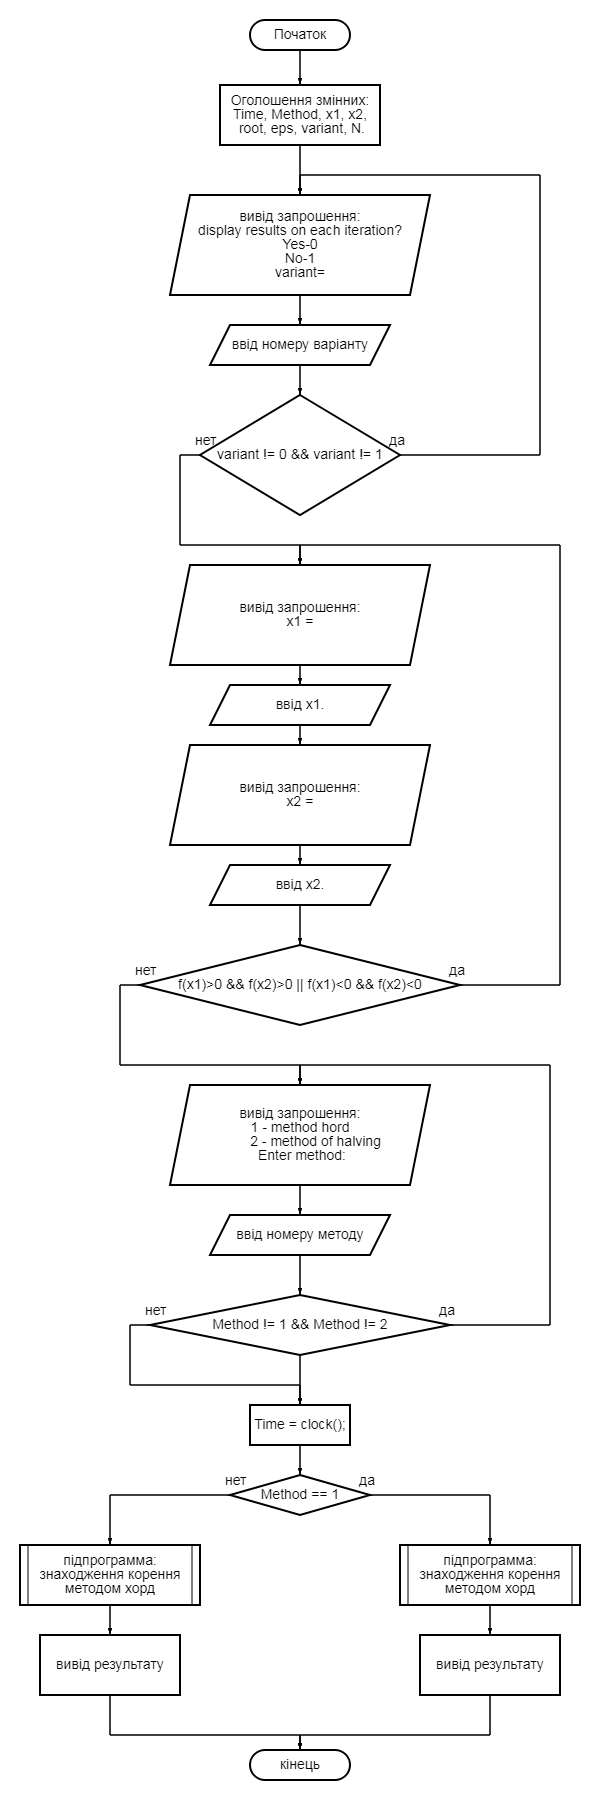 Початок
Оголошення змінних:
Time, Method, x1, x2,
root, eps, variant, N.
вивід запрошення:
display results on each iteration?
Yes-0
No-1
variant=
ввід номеру варіанту
нет
да
variant != 0 && variant != 1
вивід запрошення:
x1 =
ввід x1.
вивід запрошення:
x2 =
ввід x2.
нет
да
f(x1)>0 && f(x2)>0 || f(x1)<0 && f(x2)<0
вивід запрошення:
1 - method hord
2 - method of halving
Enter method:
ввід номеру методу
нет
да
Method != 1 && Method != 2
Time = clock();
нет
да
Method == 1
підпрограмма:
знаходження корення
методом хорд
підпрограмма:
знаходження корення
методом хорд
вивід результату
вивід результату
кінець